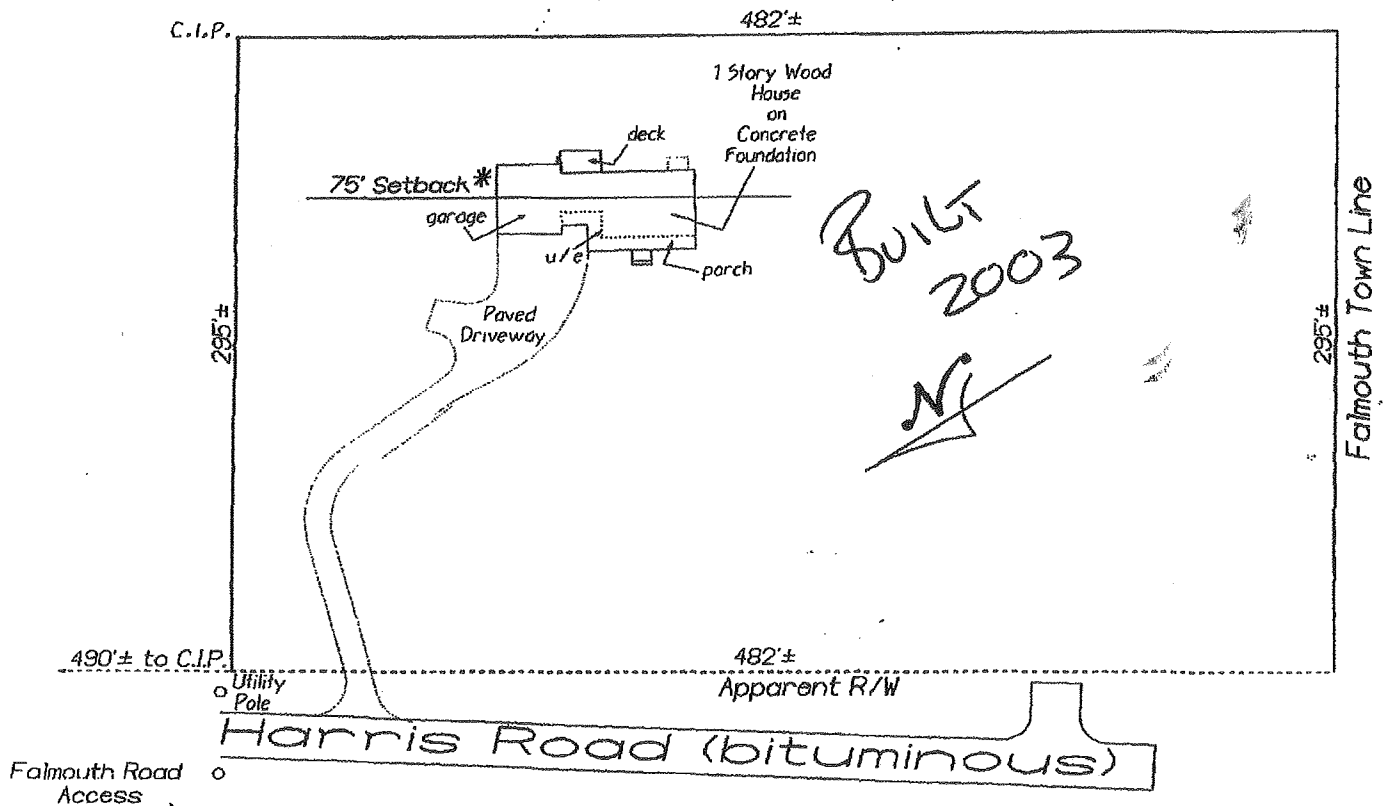 C.I.P.
482'±
1 Story Wood
House
on
Concrete
Foundation
deck
75' Setback *
garage
u/e
porch
BUILT
2003
Paved
Driveway
295'±
295'±
Falmouth Town Line
N
490'± to C.I.P.
482'±
Utility
Pole
Apparent R/W
Harris Road (bituminous)
Falmouth Road
Access